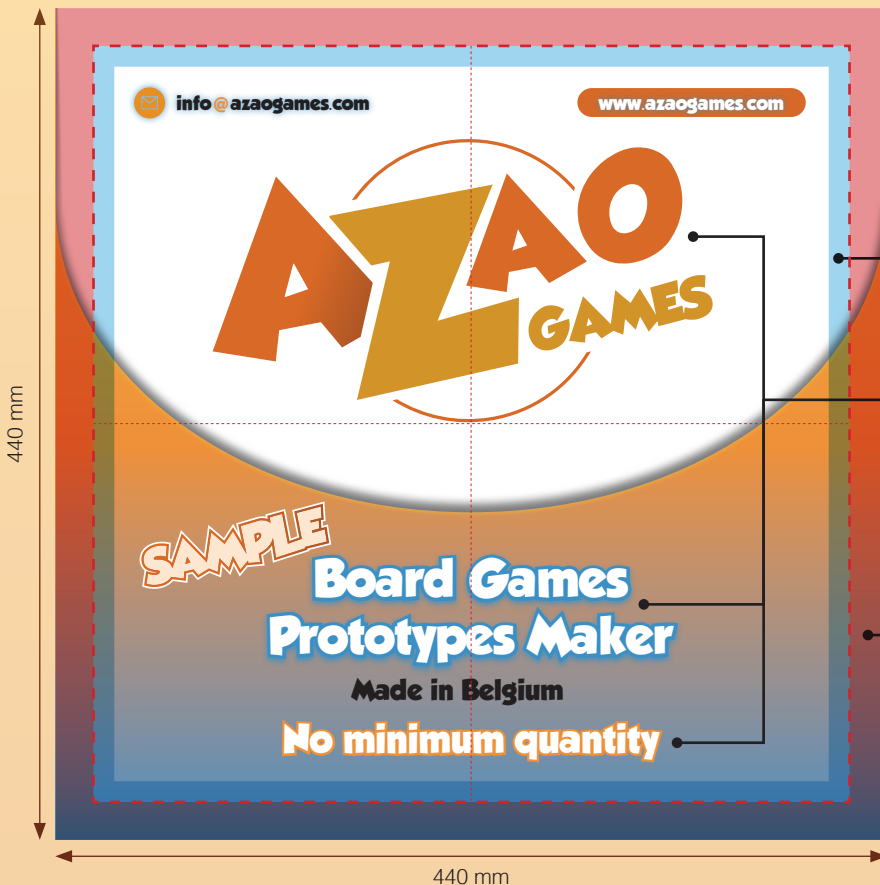 info@azaogames.com
www.azaogames.com
AZAO
GAMES
440 mm
SAMPLE
Board Games
Prototypes Maker
Made in Belgium
No minimum quantity
440 mm